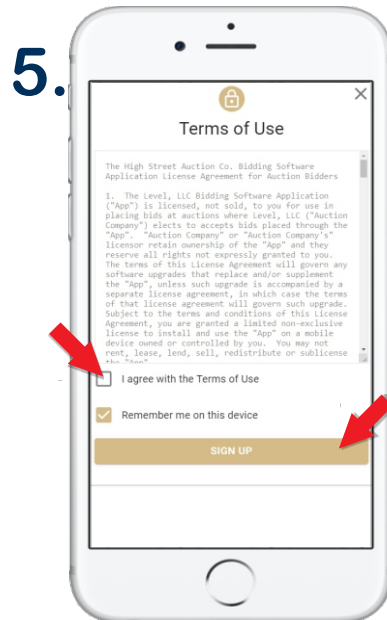 5.
Terms of Use
The High Street Auction Co. Bidding Software
Application License Agreement for Auction Bidders
1. The Level, LLC Bidding Software Application
("App") is licensed, not sold, to you for use in
placing bids at auctions where Level, LLC ("Auction
Company") elects to accepts bids placed through the
"App". "Auction Company" or "Auction Company's"
licensor retain ownership of the "App" and they
reserve all rights not expressly granted to you.
The terms of this License Agreement will govern any
software upgrades that replace and/or supplement
the "App", unless such upgrade is accompanied by a
separate license agreement, in which case the terms
of that license agreement will govern such upgrade.
Subject to the terms and conditions of this License
Agreement, you are granted a limited non-exclusive
license to install and use the "App" on a mobile
device owned or controlled by you. You may not
rent, lease, lend, sell, redistribute or sublicense
the "App"
I agree with the Terms of Use
Remember me on this device
SIGN UP